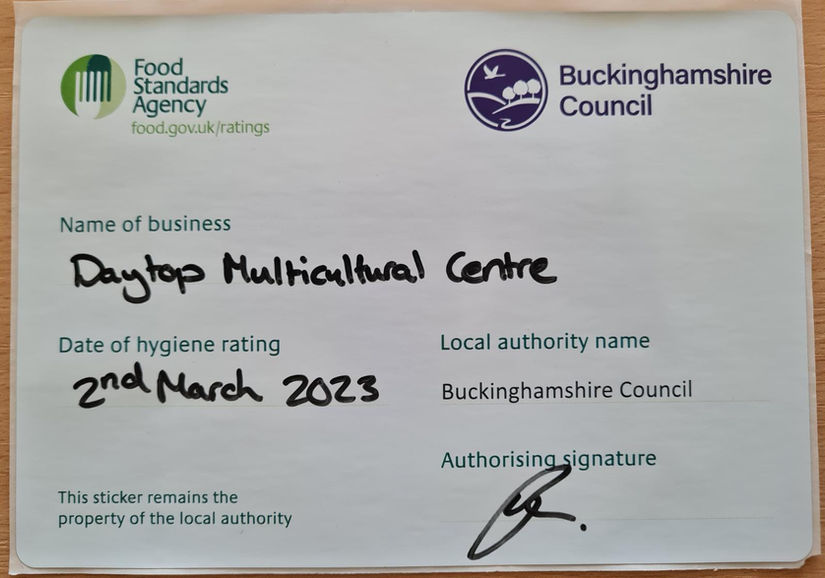 Food
Standards
Agency
food.gov.uk/ratings
Buckinghamshire
Council
Name of business
Daytop Multicultural Centre
Date of hygiene rating
2nd March 2023
Local authority name
Buckinghamshire Council
Authorising signature
This sticker remains the
property of the local authority